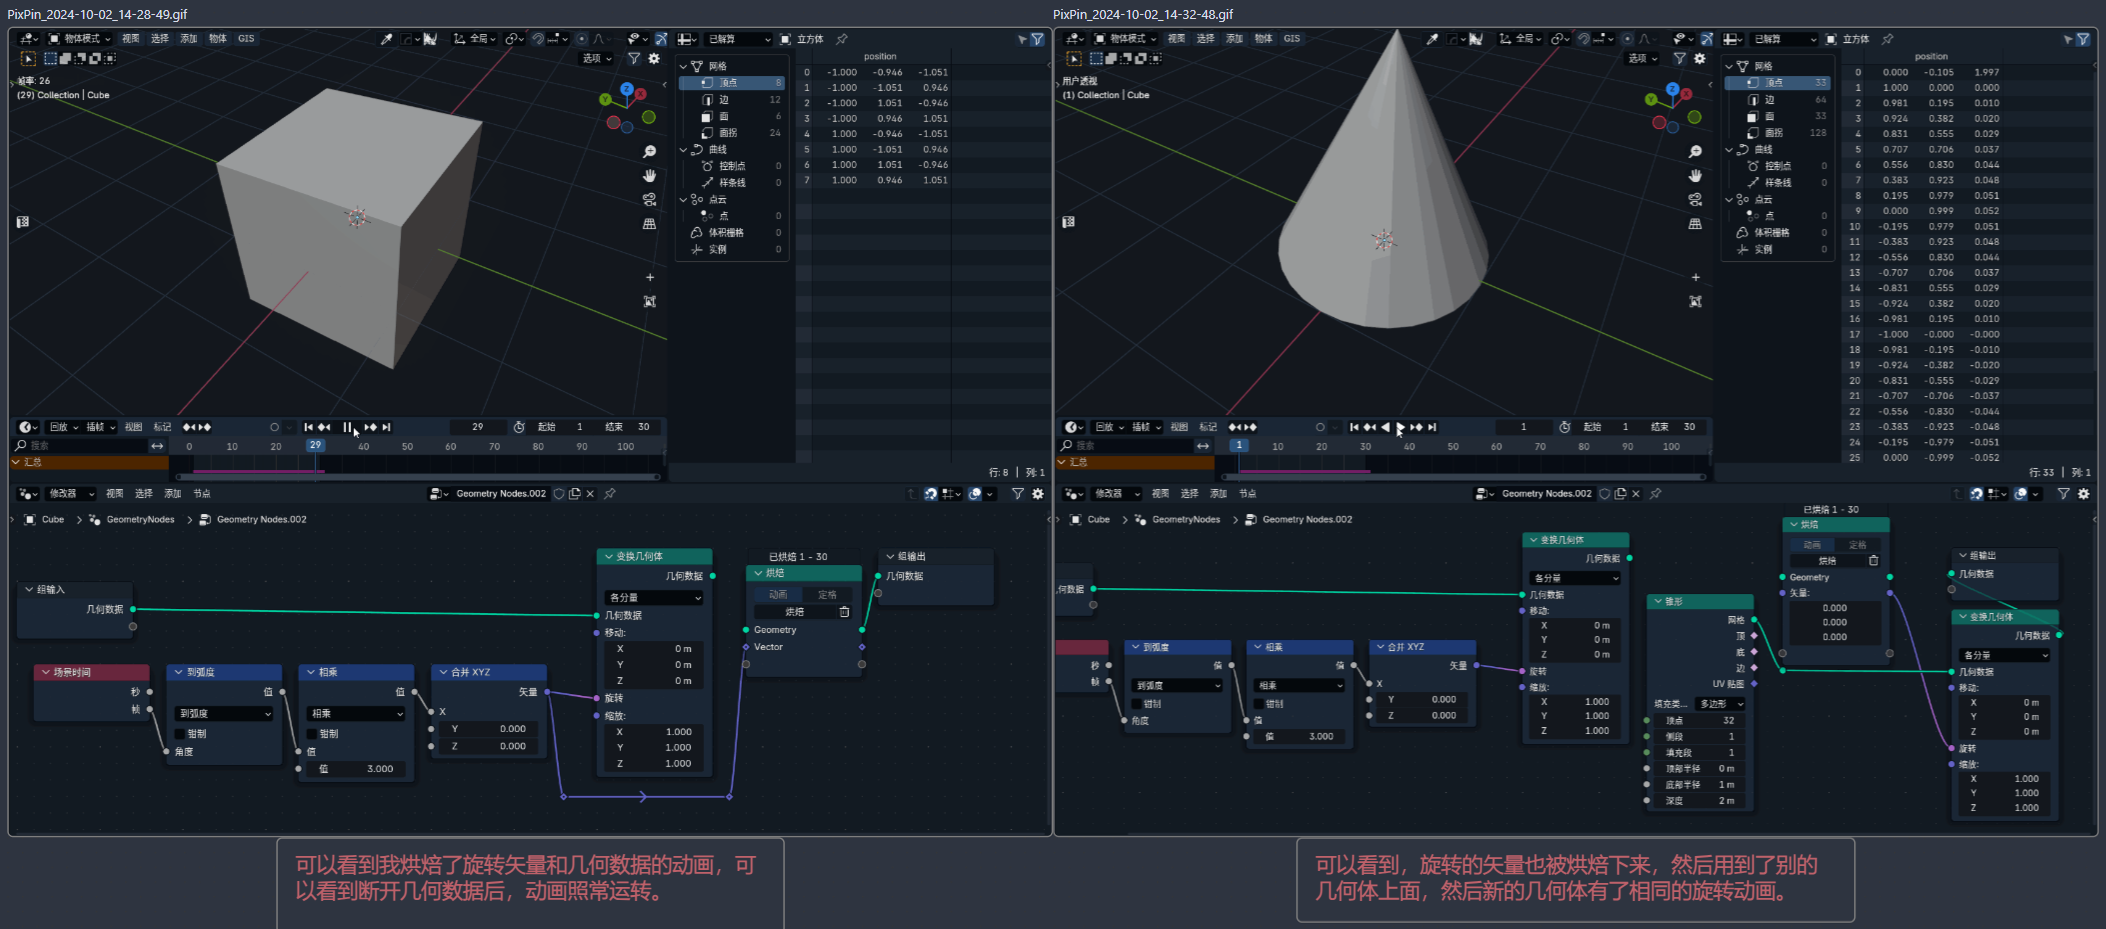 PixPin_2024-10-02_14-28-49.gif
物体模式 视图 选择 添加 物体 GIS 全局
选项
帧率: 26
(29) Collection | Cube
Z
X
Y
已解算 立方体
网格
顶点 8
边 12
面 6
面拐 24
曲线
控制点 0
样条线 0
点云
点 0
体积栅格 0
实例 0
position
0 -1.000 -0.946 -1.051
1 -1.000 -1.051 0.946
2 -1.000 1.051 -0.946
3 -1.000 0.946 1.051
4 1.000 -0.946 -1.051
5 1.000 -1.051 0.946
6 1.000 1.051 -0.946
7 1.000 0.946 1.051
回放 插帧 视图 标记 29 起始 1 结束 30
搜索 0 10 20 29 40 50 60 70 80 90 100
汇总
行: 8 | 列: 1
修改器 视图 选择 添加 节点 Geometry Nodes.002
Cube > GeometryNodes > Geometry Nodes.002
组输入
几何数据
场景时间
秒
帧
到弧度
值
到弧度
钳制
角度
相乘
值
相乘
钳制
值
值 3.000
合并 XYZ
矢量
X
Y 0.000
Z 0.000
变换几何体
几何数据
各分量
几何数据
移动:
X 0 m
Y 0 m
Z 0 m
旋转
缩放:
X 1.000
Y 1.000
Z 1.000
已烘焙 1 - 30
烘焙
动画 定格
烘焙
Geometry
Vector
组输出
几何数据
可以看到我烘焙了旋转矢量和几何数据的动画，可
以看到断开几何数据后，动画照常运转。
PixPin_2024-10-02_14-32-48.gif
物体模式 视图 选择 添加 物体 GIS 全局
选项
用户透视
(1) Collection | Cube
Z
X
Y
已解算 立方体
网格
顶点 33
边 64
面 33
面拐 128
曲线
控制点 0
样条线 0
点云
点 0
体积栅格 0
实例 0
position
0 0.000 -0.105 1.997
1 1.000 0.000 0.000
2 0.981 0.195 0.010
3 0.924 0.382 0.020
4 0.831 0.555 0.029
5 0.707 0.706 0.037
6 0.556 0.830 0.044
7 0.383 0.923 0.048
8 0.195 0.979 0.051
9 0.000 0.999 0.052
10 -0.195 0.979 0.051
11 -0.383 0.923 0.048
12 -0.556 0.830 0.044
13 -0.707 0.706 0.037
14 -0.831 0.555 0.029
15 -0.924 0.382 0.020
16 -0.981 0.195 0.010
17 -1.000 -0.000 -0.000
18 -0.981 -0.195 -0.010
19 -0.924 -0.382 -0.020
20 -0.831 -0.555 -0.029
21 -0.707 -0.706 -0.037
22 -0.556 -0.830 -0.044
23 -0.383 -0.923 -0.048
24 -0.195 -0.979 -0.051
25 0.000 -0.999 -0.052
回放 插帧 视图 标记 1 起始 1 结束 30
搜索 1 10 20 30 40 50 60 70 80 90 100
汇总
行: 33 | 列: 1
修改器 视图 选择 添加 节点 Geometry Nodes.002
Cube > GeometryNodes > Geometry Nodes.002
几何数据
秒
帧
到弧度
值
到弧度
钳制
角度
相乘
值
相乘
钳制
值
值 3.000
合并 XYZ
矢量
X
Y 0.000
Z 0.000
变换几何体
几何数据
各分量
几何数据
移动:
X 0 m
Y 0 m
Z 0 m
旋转
缩放:
X 1.000
Y 1.000
Z 1.000
锥形
网格
顶
底
边
UV 贴图
填充类... 多边形
顶点 32
侧段 1
填充段 1
顶部半径 0 m
底部半径 1 m
深度 2 m
已烘焙 1 - 30
烘焙
动画 定格
烘焙
Geometry
矢量:
0.000
0.000
0.000
组输出
几何数据
变换几何体
几何数据
各分量
几何数据
移动:
X 0 m
Y 0 m
Z 0 m
旋转
缩放:
X 1.000
Y 1.000
Z 1.000
可以看到，旋转的矢量也被烘焙下来，然后用到了别的
几何体上面，然后新的几何体有了相同的旋转动画。